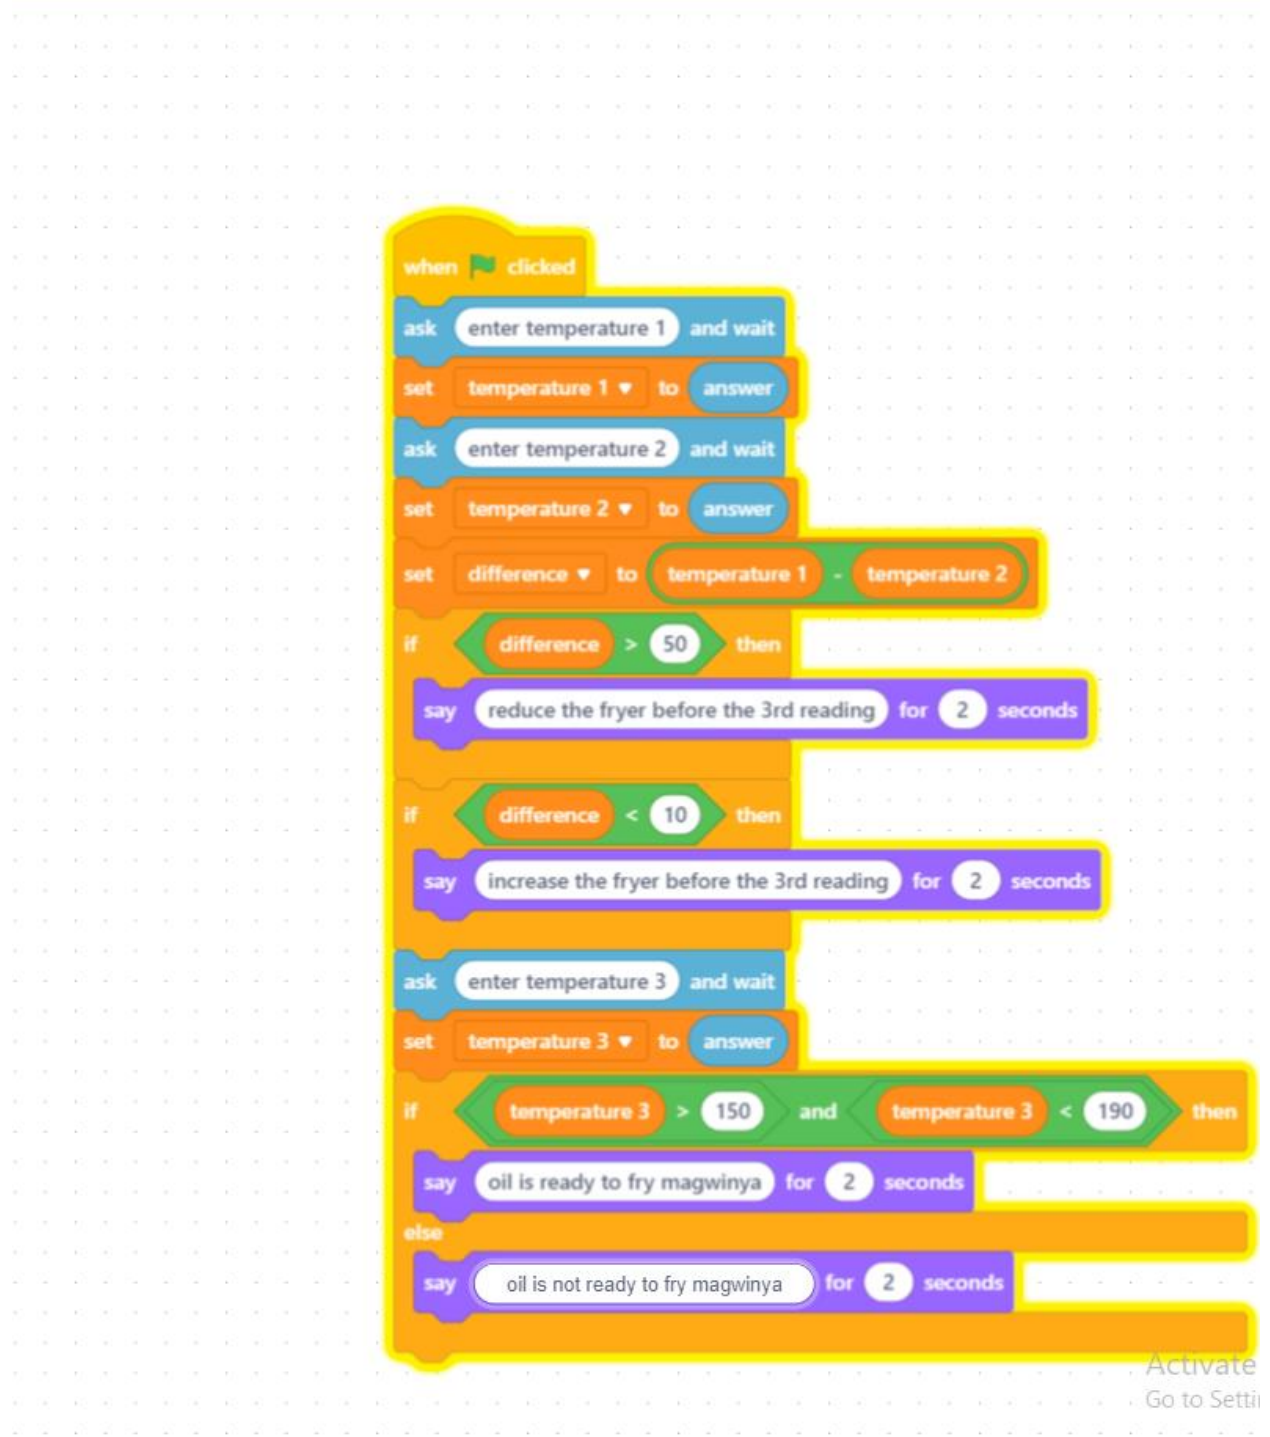 when clicked
ask enter temperature 1 and wait
set temperature 1 to answer
ask enter temperature 2 and wait
set temperature 2 to answer
set difference to temperature 1 - temperature 2
if difference > 50 then
say reduce the fryer before the 3rd reading for 2 seconds
if difference < 10 then
say increase the fryer before the 3rd reading for 2 seconds
ask enter temperature 3 and wait
set temperature 3 to answer
if temperature 3 > 150 and temperature 3 < 190 then
say oil is ready to fry magwinya for 2 seconds
else
say oil is not ready to fry magwinya for 2 seconds
Activate
Go to Setti